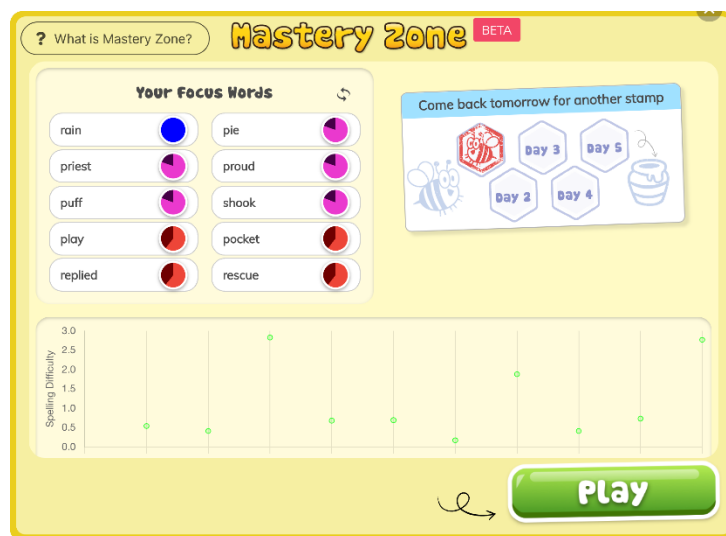 ? What is Mastery Zone?
Mastery Zone
BETA
Your Focus Words
rain
pie
priest
proud
puff
shook
play
pocket
replied
rescue
Come back tomorrow for another stamp
Day 3
Day 5
Day 2
Day 4
Spelling Difficulty
3.0
2.5
2.0
1.5
1.0
0.5
0.0
Play